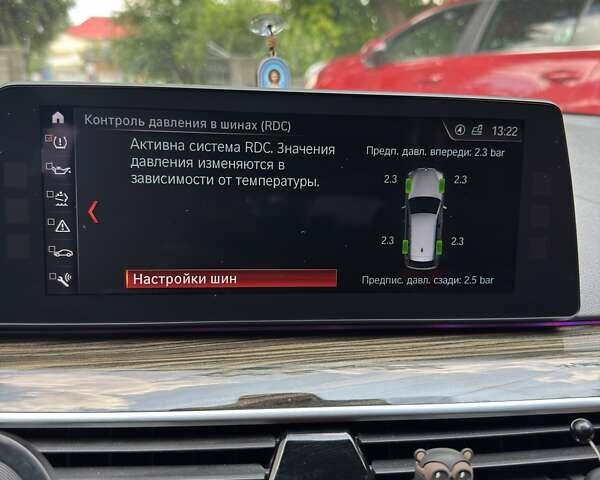 Контроль давления в шинах (RDC)
13:22
Активна система RDC. Значения
давления изменяются в
зависимости от температуры.
Предп. давл. впереди: 2.3 bar
2.3 2.3
2.3 2.3
Настройки шин
Предпис. давл. сзади: 2.5 bar